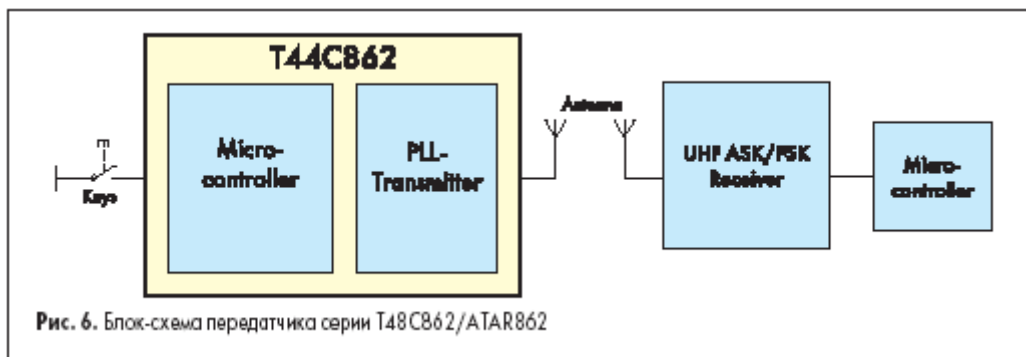 T44C862
Micro-
controller
PLL-
Transmitter
Keys
Antenna
UHF ASK/FSK
Receiver
Micro-
controller
Рис. 6. Блок-схема передатчика серии T48C862/ATAR862